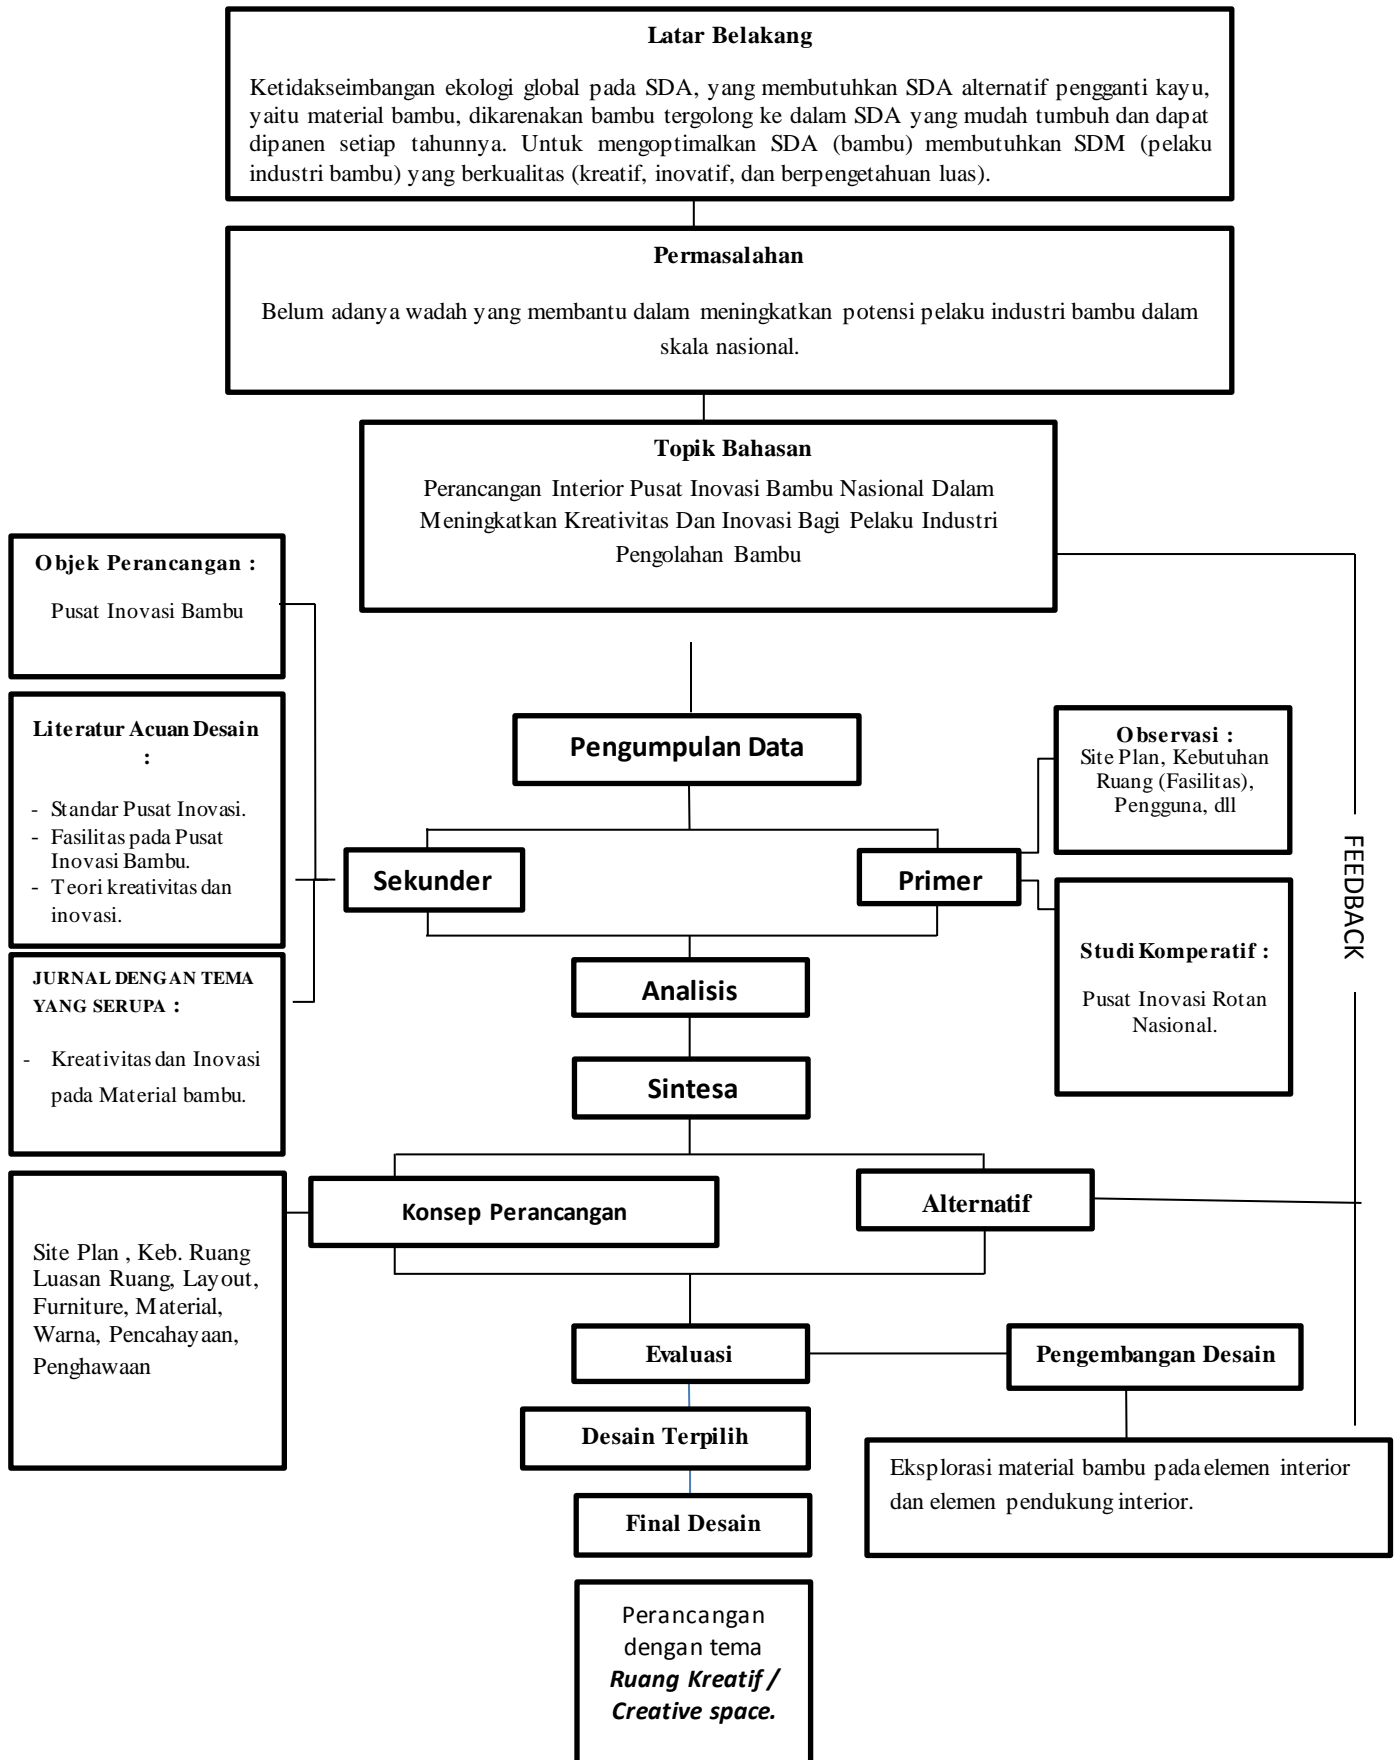 Latar Belakang
Ketidakseimbangan ekologi global pada SDA, yang membutuhkan SDA alternatif pengganti kayu,
yaitu material bambu, dikarenakan bambu tergolong ke dalam SDA yang mudah tumbuh dan dapat
dipanen setiap tahunnya. Untuk mengoptimalkan SDA (bambu) membutuhkan SDM (pelaku
industri bambu) yang berkualitas (kreatif, inovatif, dan berpengetahuan luas).
Permasalahan
Belum adanya wadah yang membantu dalam meningkatkan potensi pelaku industri bambu dalam
skala nasional.
Topik Bahasan
Perancangan Interior Pusat Inovasi Bambu Nasional Dalam
Meningkatkan Kreativitas Dan Inovasi Bagi Pelaku Industri
Pengolahan Bambu
Objek Perancangan :
Pusat Inovasi Bambu
Literatur Acuan Desain
:
- Standar Pusat Inovasi.
- Fasilitas pada Pusat
Inovasi Bambu.
- Teori kreativitas dan
inovasi.
JURNAL DENGAN TEMA
YANG SERUPA :
- Kreativitas dan Inovasi
pada Material bambu.
Pengumpulan Data
Sekunder
Primer
Observasi :
Site Plan, Kebutuhan
Ruang (Fasilitas),
Pengguna, dll
Studi Komperatif :
Pusat Inovasi Rotan
Nasional.
FEEDBACK
Analisis
Sintesa
Konsep Perancangan
Alternatif
Site Plan , Keb. Ruang
Luasan Ruang, Layout,
Furniture, Material,
Warna, Pencahayaan,
Penghawaan
Evaluasi
Pengembangan Desain
Desain Terpilih
Eksplorasi material bambu pada elemen interior
dan elemen pendukung interior.
Final Desain
Perancangan
dengan tema
Ruang Kreatif /
Creative space.